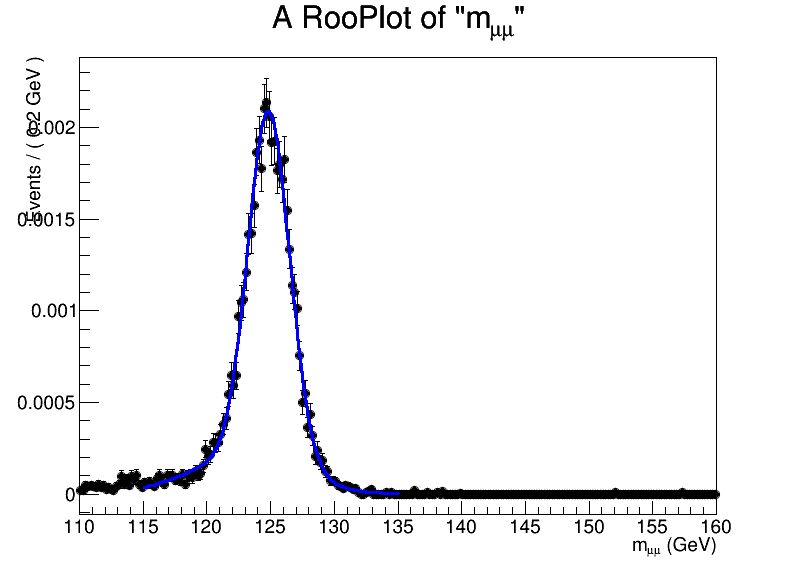 A RooPlot of "mμμ"
Events / ( 0.2 GeV )
0.002
0.0015
0.001
0.0005
0
110 115 120 125 130 135 140 145 150 155 160
mμμ (GeV)